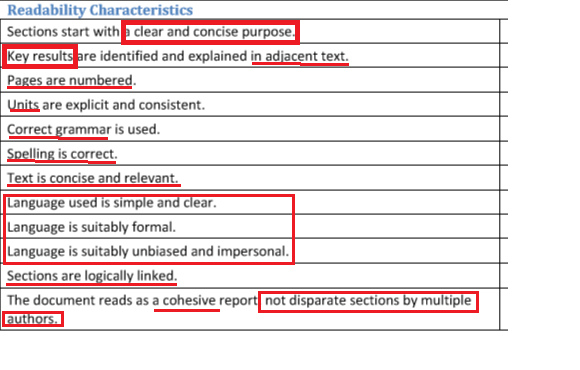 Readability Characteristics
Sections start with a clear and concise purpose.
Key results are identified and explained in adjacent text.
Pages are numbered.
Units are explicit and consistent.
Correct grammar is used.
Spelling is correct.
Text is concise and relevant.
Language used is simple and clear.
Language is suitably formal.
Language is suitably unbiased and impersonal.
Sections are logically linked.
The document reads as a cohesive report not disparate sections by multiple
authors.